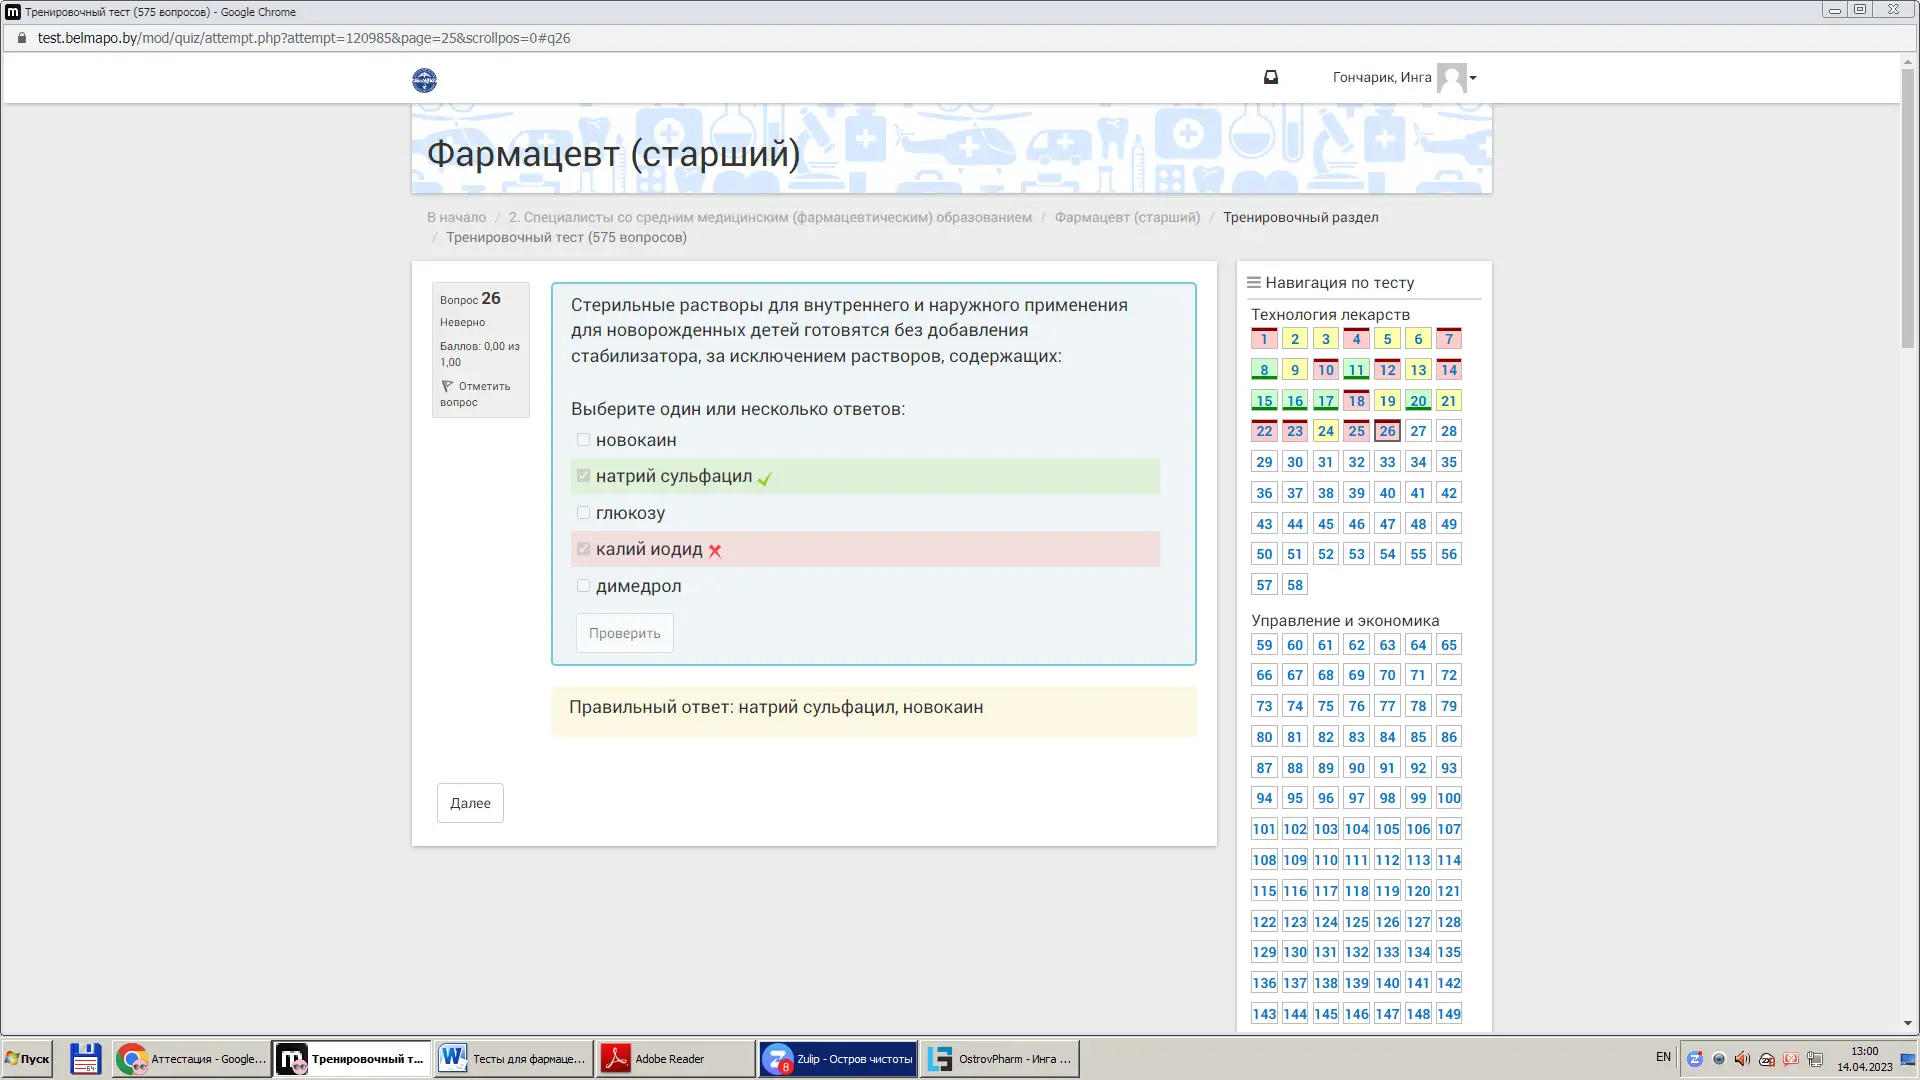 Тренировочный тест (575 вопросов) - Google Chrome
test.belmapo.by/mod/quiz/attempt.php?attempt=120985&page=25&scrollpos=0#q26
Гончарик, Инга
Фармацевт (старший)
В начало / 2. Специалисты со средним медицинским (фармацевтическим) образованием / Фармацевт (старший) / Тренировочный раздел
/ Тренировочный тест (575 вопросов)
Вопрос 26
Неверно
Баллов: 0,00 из
1,00
Отметить
вопрос
Стерильные растворы для внутреннего и наружного применения
для новорожденных детей готовятся без добавления
стабилизатора, за исключением растворов, содержащих:
Выберите один или несколько ответов:
новокаин
натрий сульфацил
глюкозу
калий иодид
димедрол
Проверить
Правильный ответ: натрий сульфацил, новокаин
Далее
Навигация по тесту
Технология лекарств
1 2 3 4 5 6 7
8 9 10 11 12 13 14
15 16 17 18 19 20 21
22 23 24 25 26 27 28
29 30 31 32 33 34 35
36 37 38 39 40 41 42
43 44 45 46 47 48 49
50 51 52 53 54 55 56
57 58
Управление и экономика
59 60 61 62 63 64 65
66 67 68 69 70 71 72
73 74 75 76 77 78 79
80 81 82 83 84 85 86
87 88 89 90 91 92 93
94 95 96 97 98 99 100
101 102 103 104 105 106 107
108 109 110 111 112 113 114
115 116 117 118 119 120 121
122 123 124 125 126 127 128
129 130 131 132 133 134 135
136 137 138 139 140 141 142
143 144 145 146 147 148 149
Пуск
Аттестация - Google...
Тренировочный т...
Тесты для фармаце...
Adobe Reader
8
Zulip - Остров чистоты
OstrovPharm - Инга ...
EN
13:00
14.04.2023